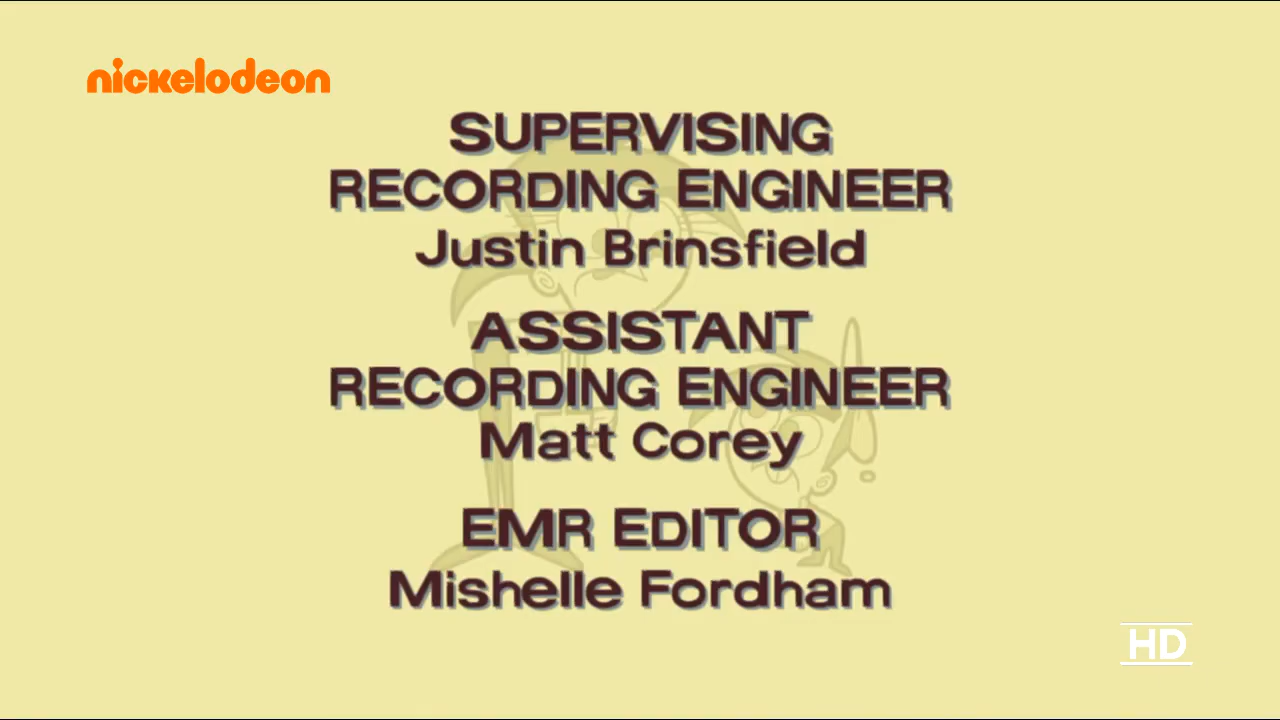 nickelodeon
SUPERVISING
RECORDING ENGINEER
Justin Brinsfield
ASSISTANT
RECORDING ENGINEER
Matt Corey
EMR EDITOR
Mishelle Fordham
HD